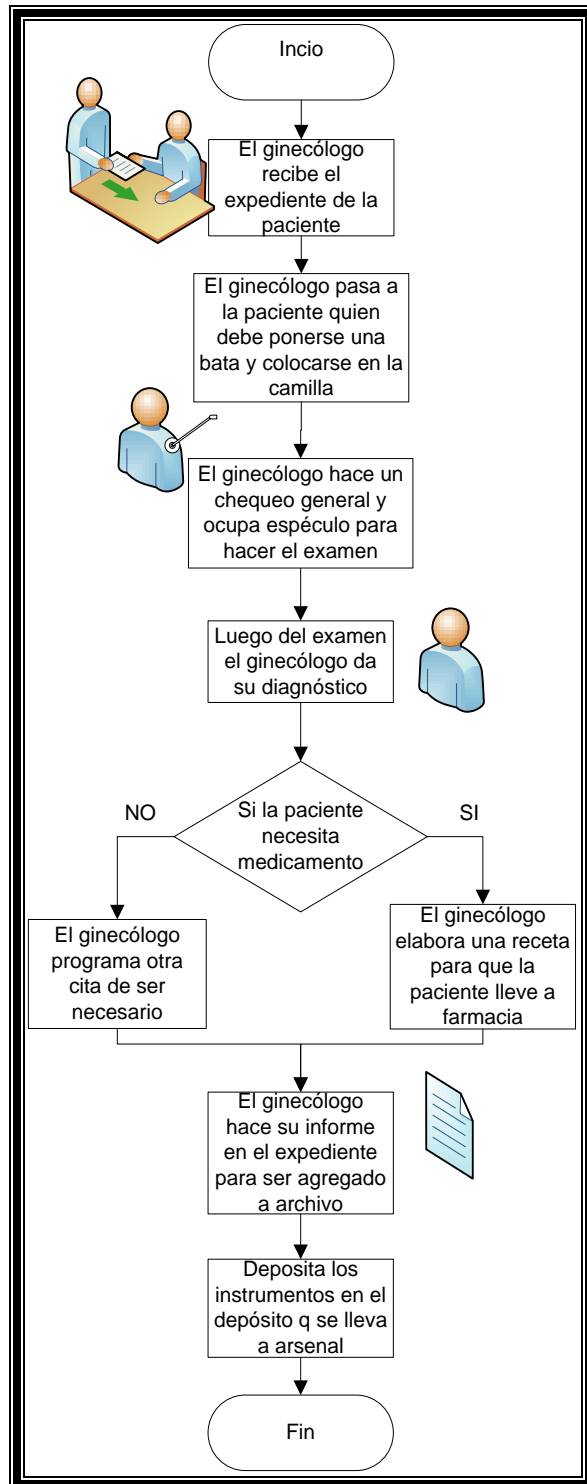 Incio
El ginecólogo
recibe el
expediente de la
paciente
El ginecólogo pasa a
la paciente quien
debe ponerse una
bata y colocarse en la
camilla
El ginecólogo hace un
chequeo general y
ocupa espéculo para
hacer el examen
Luego del examen
el ginecólogo da
su diagnóstico
Si la paciente
necesita
medicamento
NO
SI
El ginecólogo
programa otra
cita de ser
necesario
El ginecólogo
elabora una receta
para que la
paciente lleve a
farmacia
El ginecólogo
hace su informe
en el expediente
para ser agregado
a archivo
Deposita los
instrumentos en el
depósito q se lleva
a arsenal
Fin